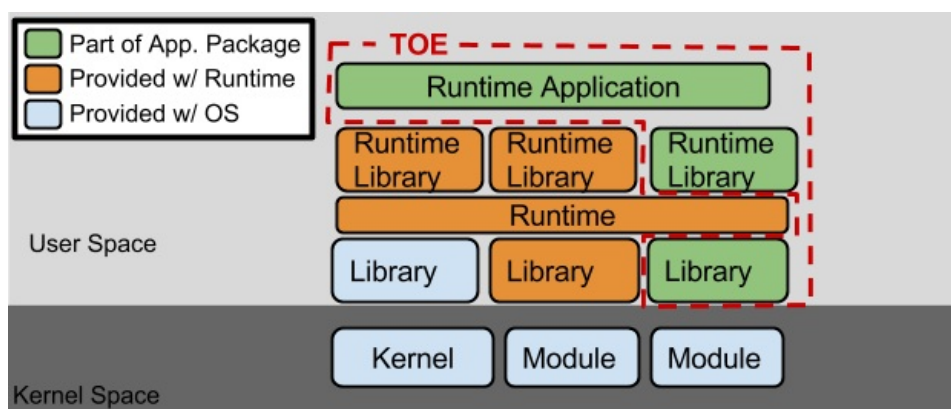 Part of App. Package
Provided w/ Runtime
Provided w/ OS
TOE
Runtime Application
Runtime Library
Runtime Library
Runtime Library
Runtime
User Space
Library
Library
Library
Kernel
Module
Module
Kernel Space